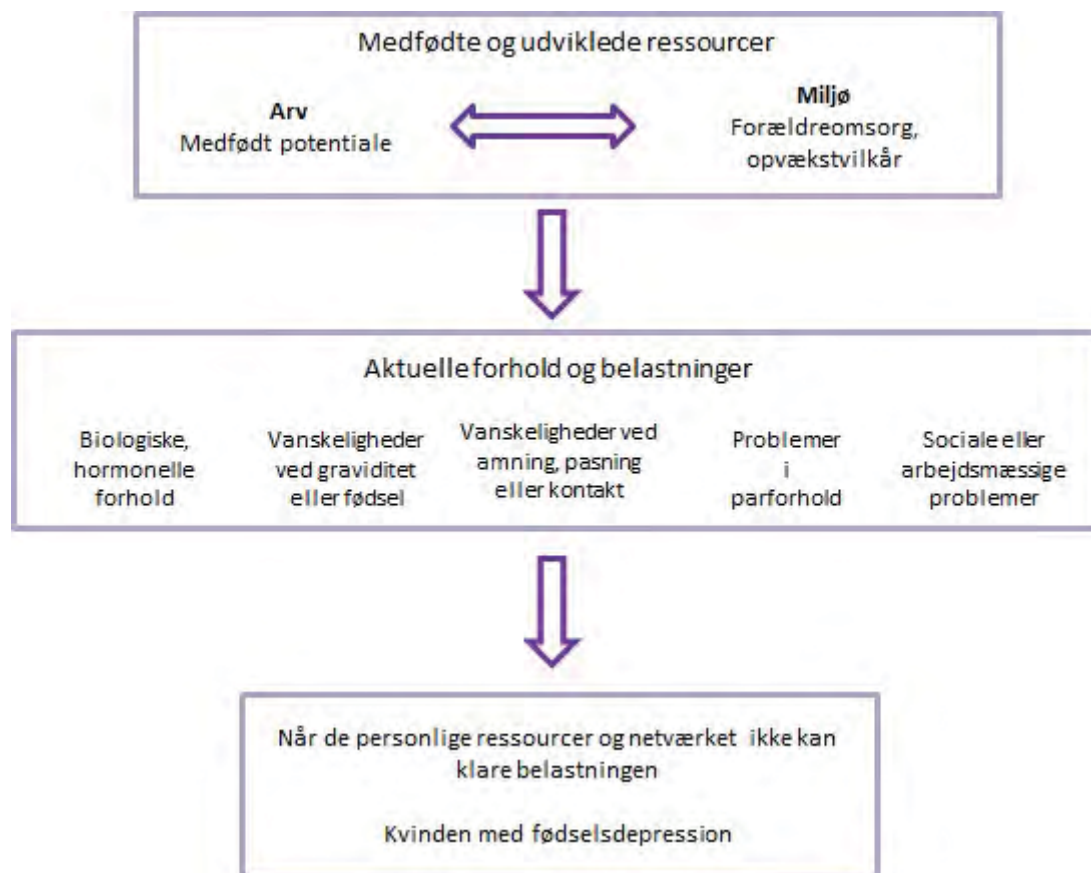 Medfødte og udviklede ressourcer
Arv
Medfødt potentiale
Miljø
Forældreomsorg,
opvækstvilkår
Aktuelle forhold og belastninger
Biologiske,
hormonelle
forhold
Vanskeligheder
ved graviditet
eller fødsel
Vanskeligheder ved
amning, pasning
eller kontakt
Problemer
i
parforhold
Sociale eller
arbejdsmæssige
problemer
Når de personlige ressourcer og netværket ikke kan
klare belastningen
Kvinden med fødselsdepression